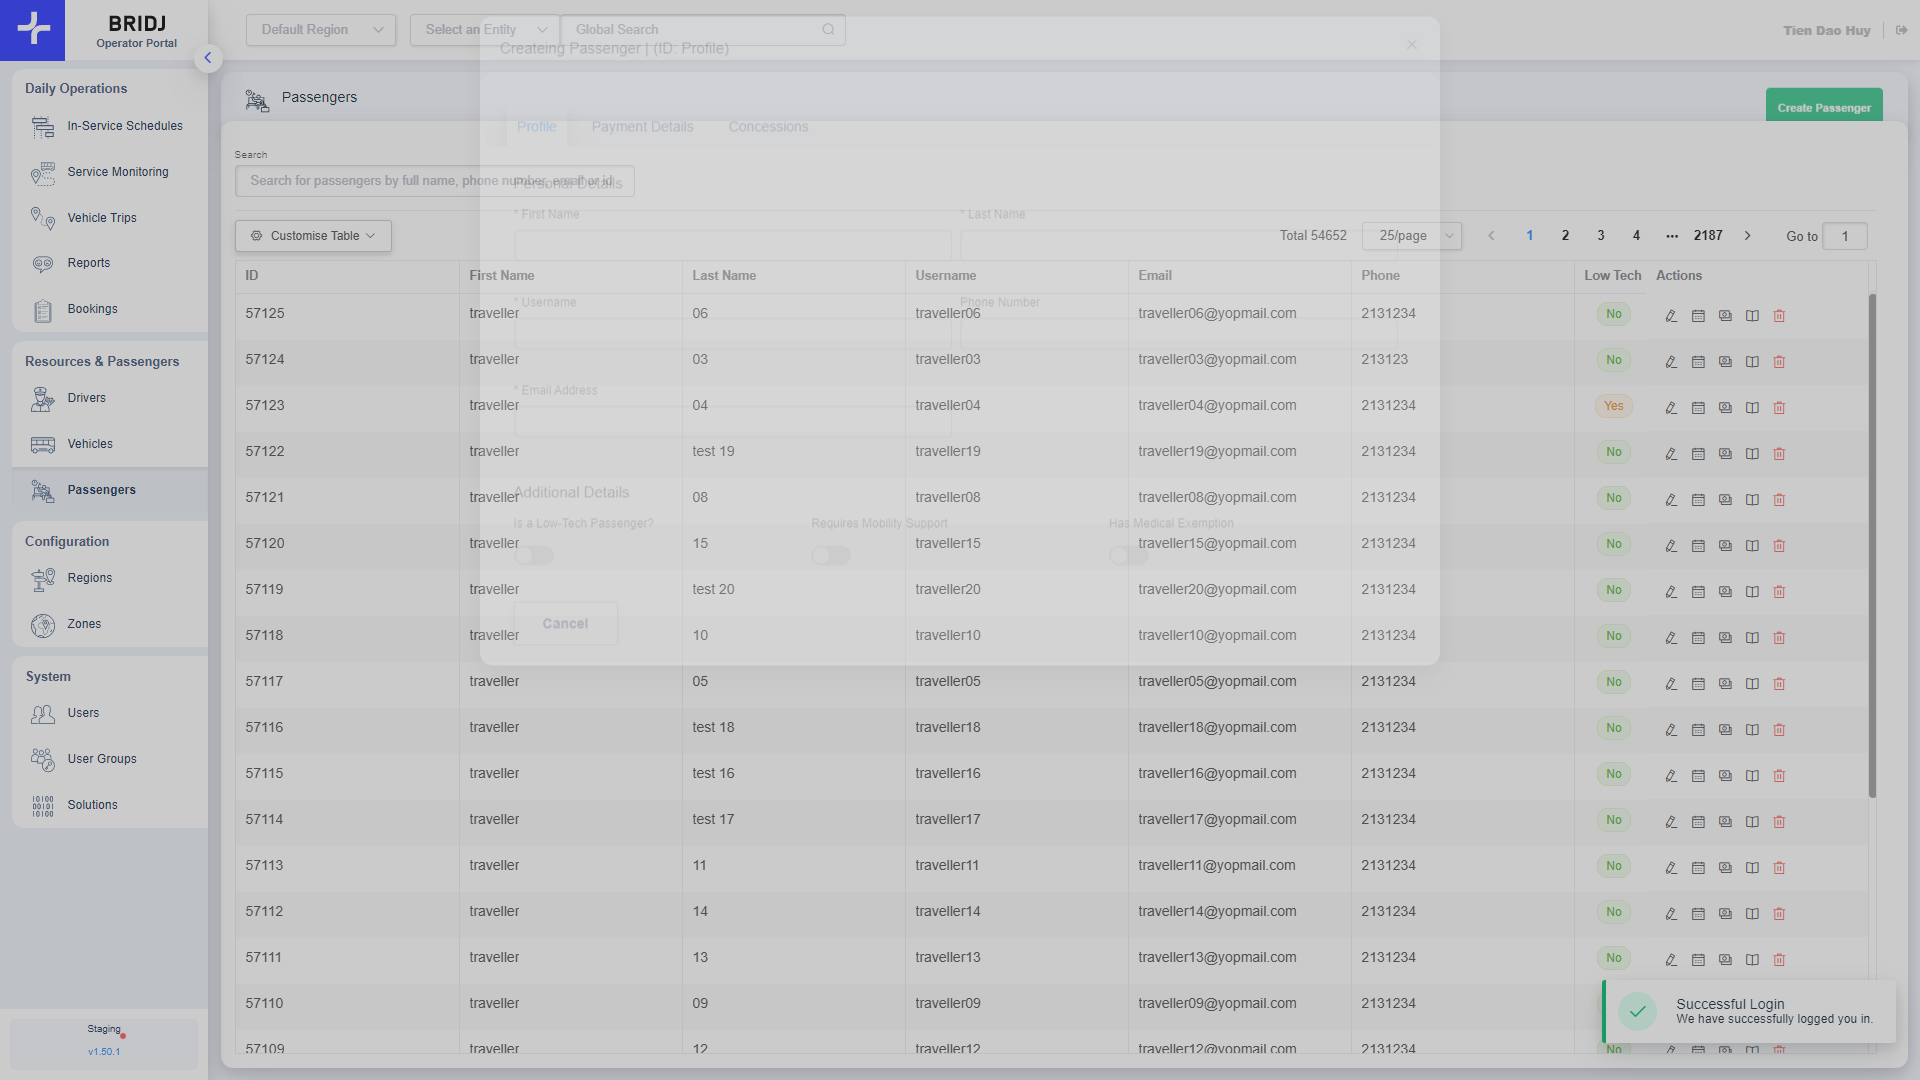 BRIDJ
Operator Portal
Default Region
Select an Entity
Global Search
Tien Dao Huy
Createing Passenger | (ID: Profile)
Daily Operations
In-Service Schedules
Service Monitoring
Vehicle Trips
Reports
Bookings
Resources & Passengers
Drivers
Vehicles
Passengers
Configuration
Regions
Zones
System
Users
User Groups
Solutions
Staging
v1.50.1
Passengers
Create Passenger
Profile
Payment Details
Concessions
Search
Search for passengers by full name, phone number, email or id
Personal Details
* First Name
* Last Name
Customise Table
Total 54652
25/page
1
2
3
4
•••
2187
Go to
1
ID First Name Last Name Username Email Phone Low Tech Actions
* Username
Phone Number
57125 traveller 06 traveller06 traveller06@yopmail.com 2131234 No
57124 traveller 03 traveller03 traveller03@yopmail.com 213123 No
* Email Address
57123 traveller 04 traveller04 traveller04@yopmail.com 2131234 Yes
57122 traveller test 19 traveller19 traveller19@yopmail.com 2131234 No
Additional Details
57121 traveller 08 traveller08 traveller08@yopmail.com 2131234 No
Is a Low-Tech Passenger?
Requires Mobility Support
Has Medical Exemption
57120 traveller 15 traveller15 traveller15@yopmail.com 2131234 No
57119 traveller test 20 traveller20 traveller20@yopmail.com 2131234 No
Cancel
57118 traveller 10 traveller10 traveller10@yopmail.com 2131234 No
57117 traveller 05 traveller05 traveller05@yopmail.com 2131234 No
57116 traveller test 18 traveller18 traveller18@yopmail.com 2131234 No
57115 traveller test 16 traveller16 traveller16@yopmail.com 2131234 No
57114 traveller test 17 traveller17 traveller17@yopmail.com 2131234 No
57113 traveller 11 traveller11 traveller11@yopmail.com 2131234 No
57112 traveller 14 traveller14 traveller14@yopmail.com 2131234 No
57111 traveller 13 traveller13 traveller13@yopmail.com 2131234 No
57110 traveller 09 traveller09 traveller09@yopmail.com 2131234
57109 traveller 12 traveller12 traveller12@yopmail.com 2131234 No
Successful Login
We have successfully logged you in.